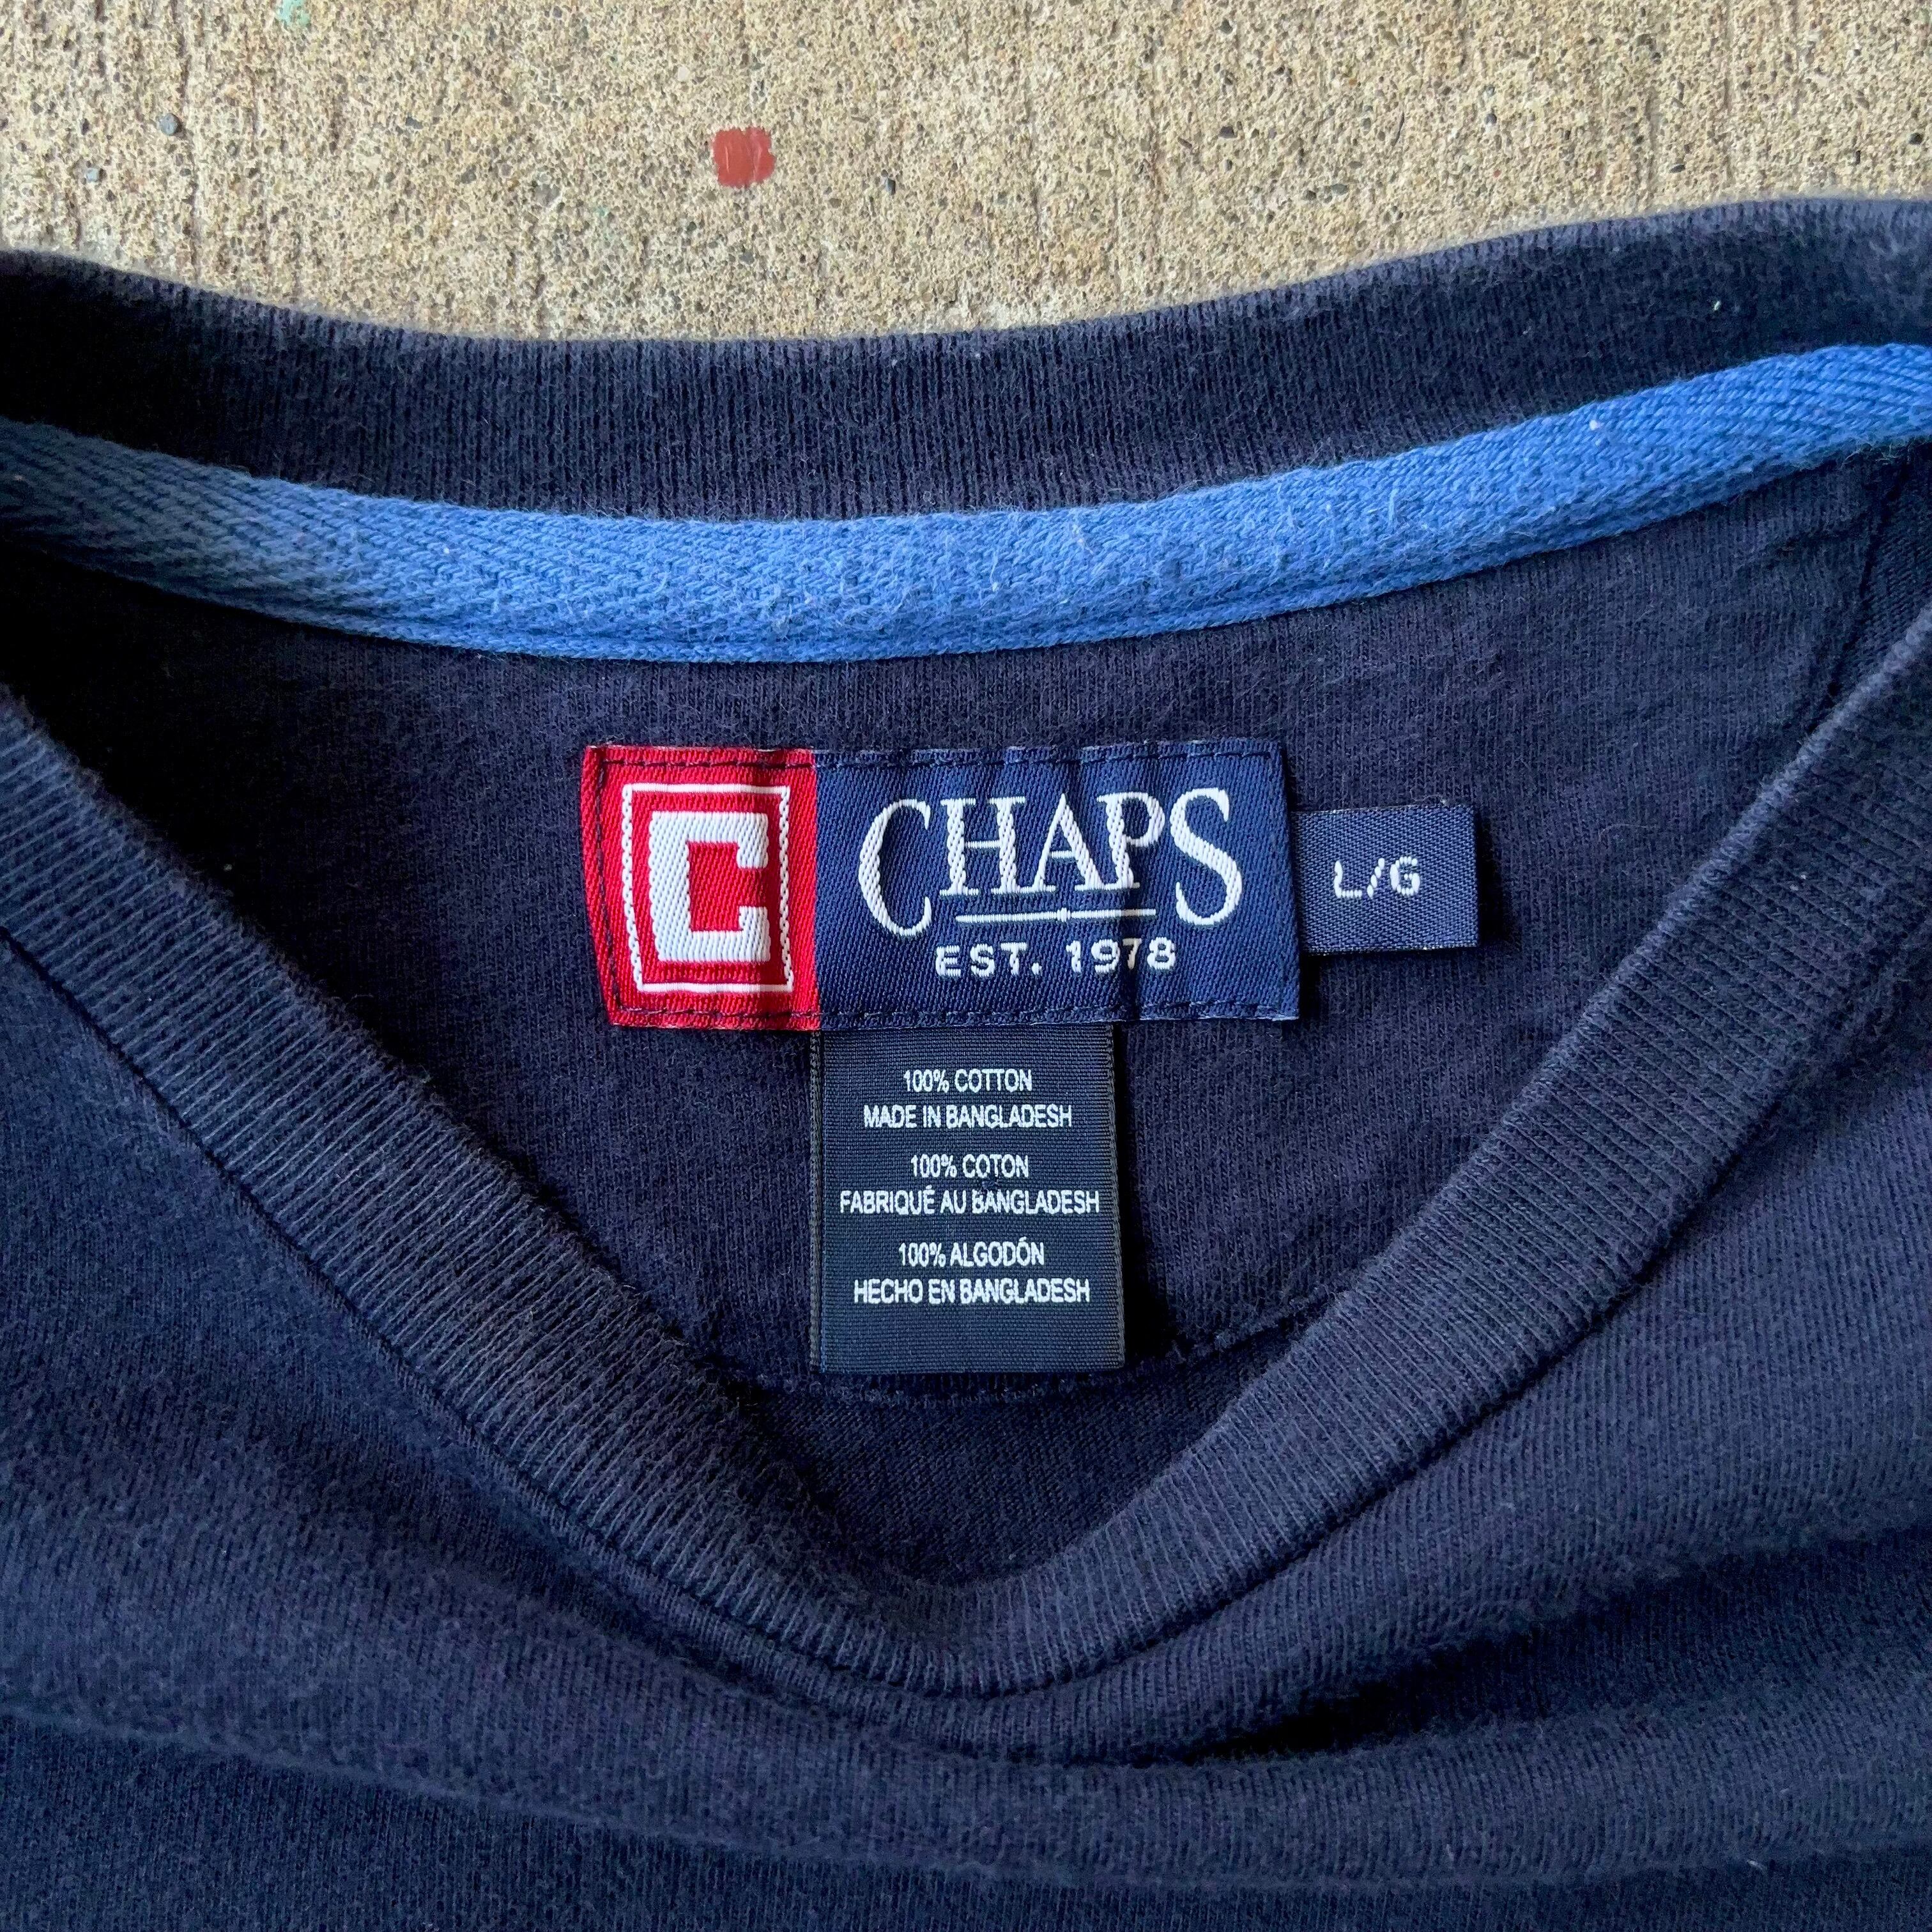 C
CHAPS
EST. 1978
L/G
100% COTTON
MADE IN BANGLADESH
100% COTON
FABRIQUÉ AU BANGLADESH
100% ALGODÓN
HECHO EN BANGLADESH